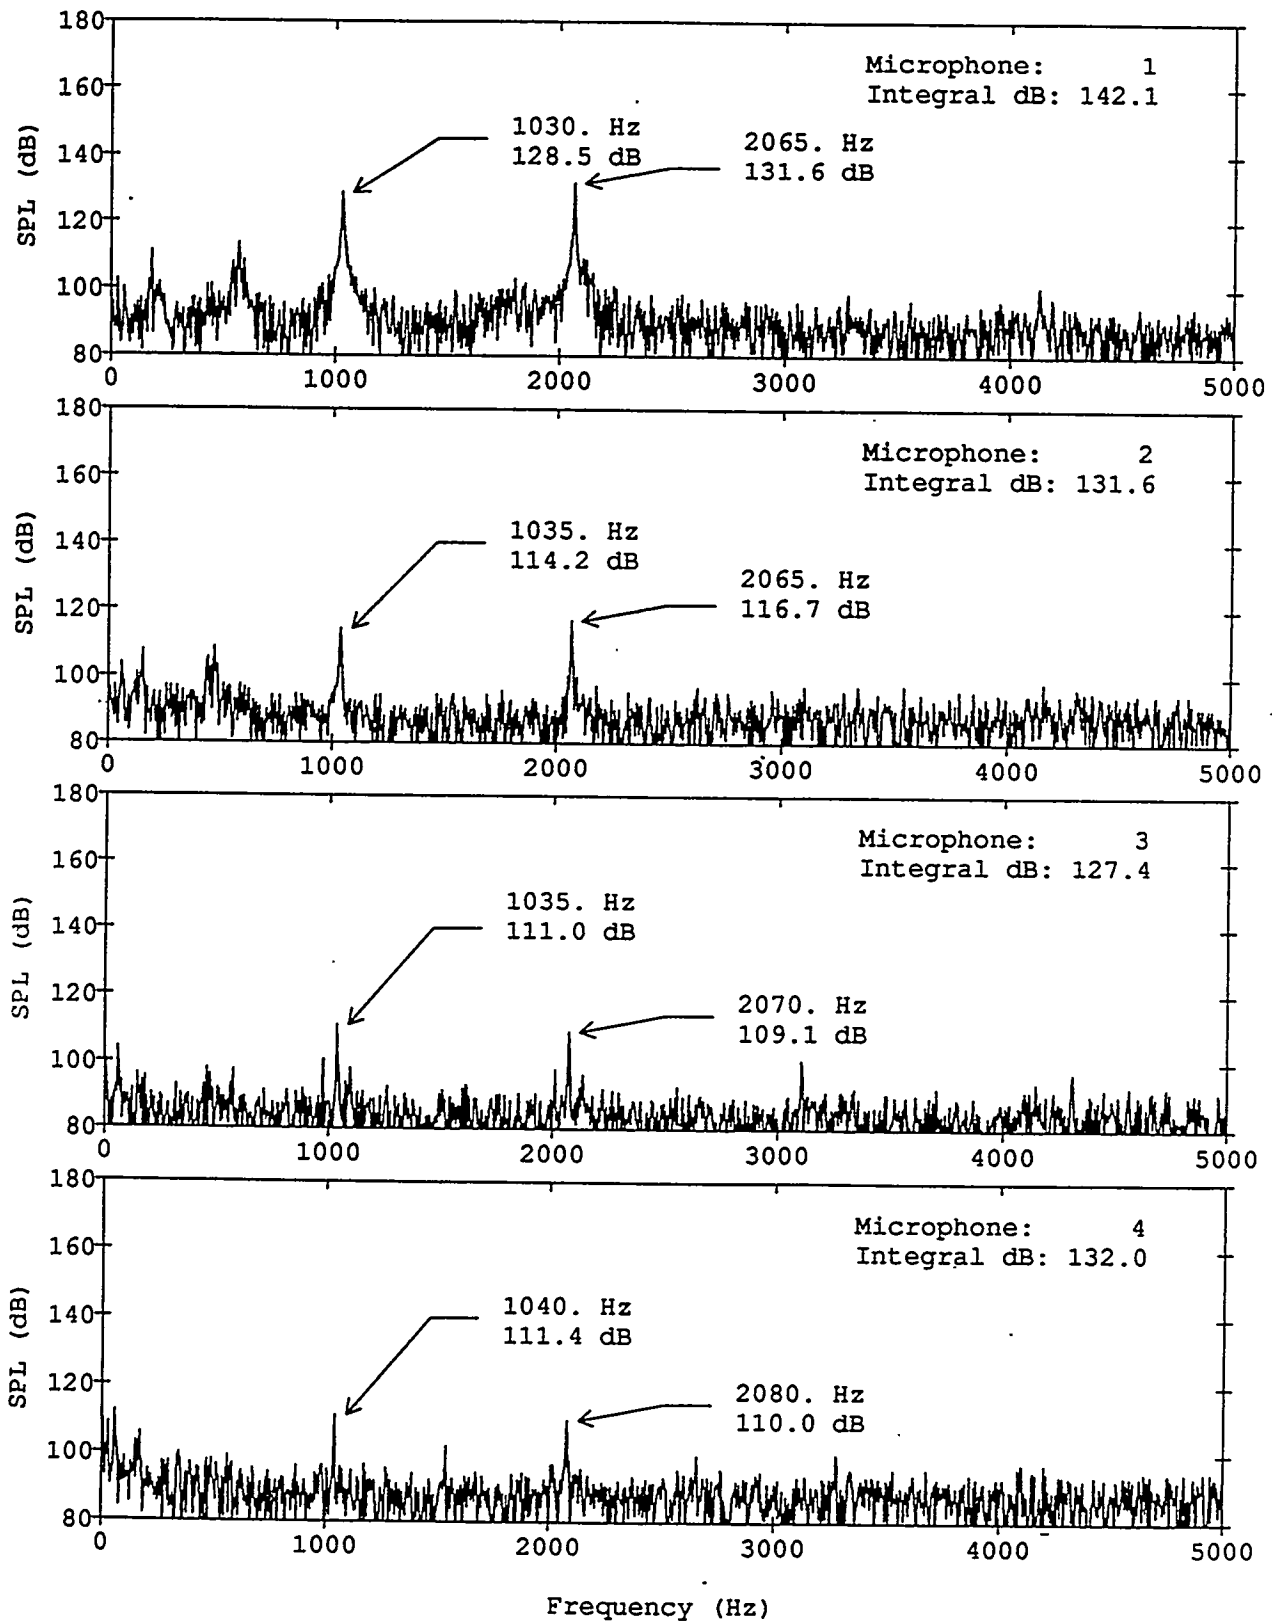 180
160
140
120
100
80
SPL (dB)
Microphone: 1
Integral dB: 142.1
1030. Hz
128.5 dB
2065. Hz
131.6 dB
0 1000 2000 3000 4000 5000
180
160
140
120
100
80
SPL (dB)
Microphone: 2
Integral dB: 131.6
1035. Hz
114.2 dB
2065. Hz
116.7 dB
0 1000 2000 3000 4000 5000
180
160
140
120
100
80
SPL (dB)
Microphone: 3
Integral dB: 127.4
1035. Hz
111.0 dB
2070. Hz
109.1 dB
0 1000 2000 3000 4000 5000
180
160
140
120
100
80
SPL (dB)
Microphone: 4
Integral dB: 132.0
1040. Hz
111.4 dB
2080. Hz
110.0 dB
0 1000 2000 3000 4000 5000
Frequency (Hz)